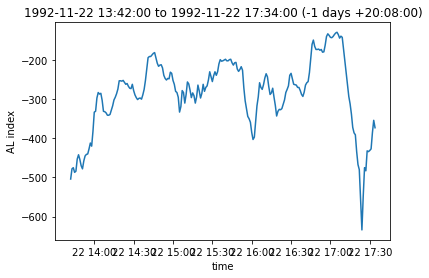 1992-11-22 13:42:00 to 1992-11-22 17:34:00 (-1 days +20:08:00)
−200
−300
−400
−500
−600
AL index
22 14:00 22 14:30 22 15:00 22 15:30 22 16:00 22 16:30 22 17:00 22 17:30
time